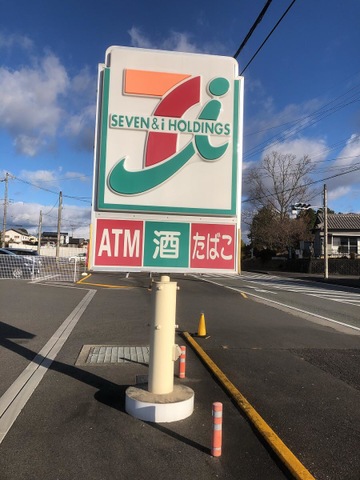 SEVEN & i HOLDINGS
ATM 酒 たばこ